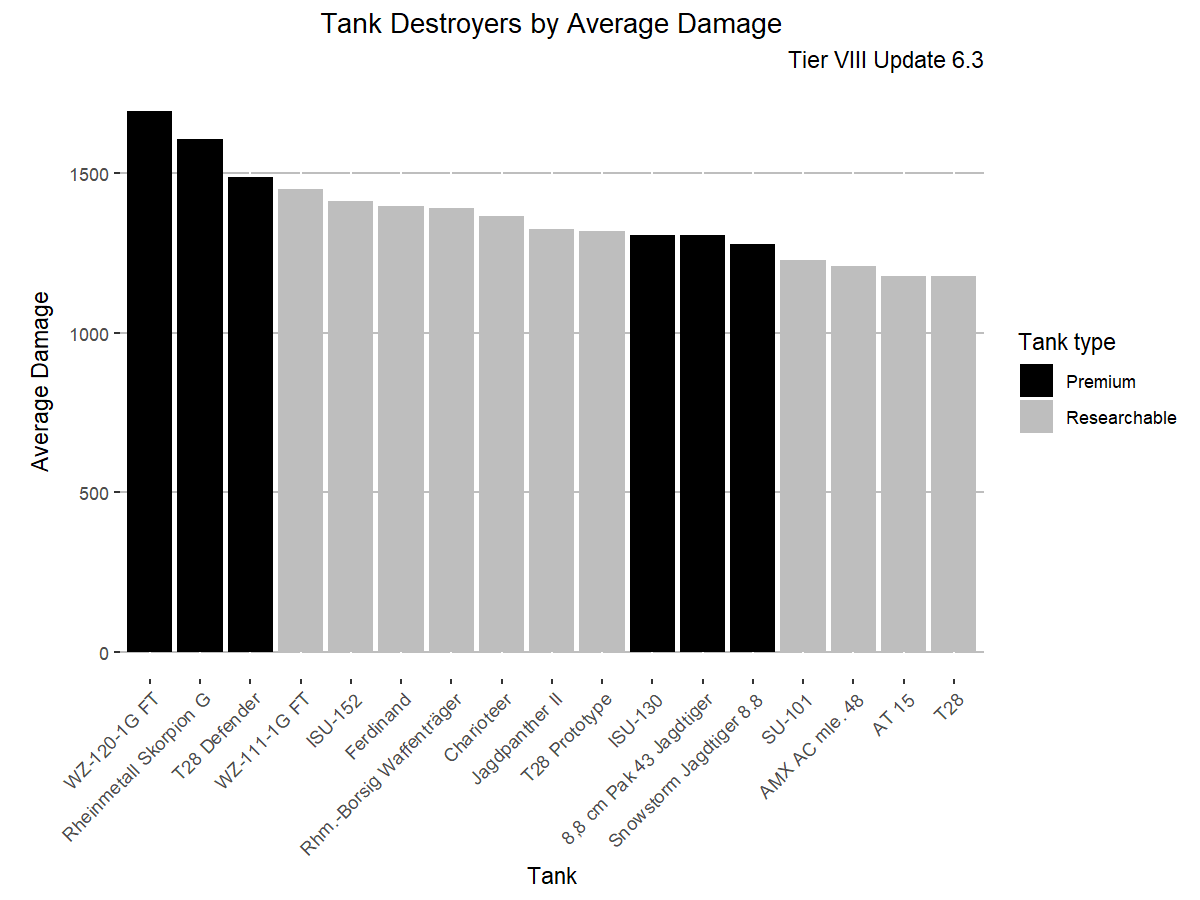 Tank Destroyers by Average Damage
Tier VIII Update 6.3
Average Damage
1500
1000
500
0
WZ-120-1G FT
Rheinmetall Skorpion G
T28 Defender
WZ-111-1G FT
ISU-152
Ferdinand
Rhm.-Borsig Waffenträger
Charioteer
Jagdpanther II
T28 Prototype
ISU-130
8,8 cm Pak 43 Jagdtiger
Snowstorm Jagdtiger 8.8
SU-101
AMX AC mle. 48
AT 15
T28
Tank
Tank type
Premium
Researchable